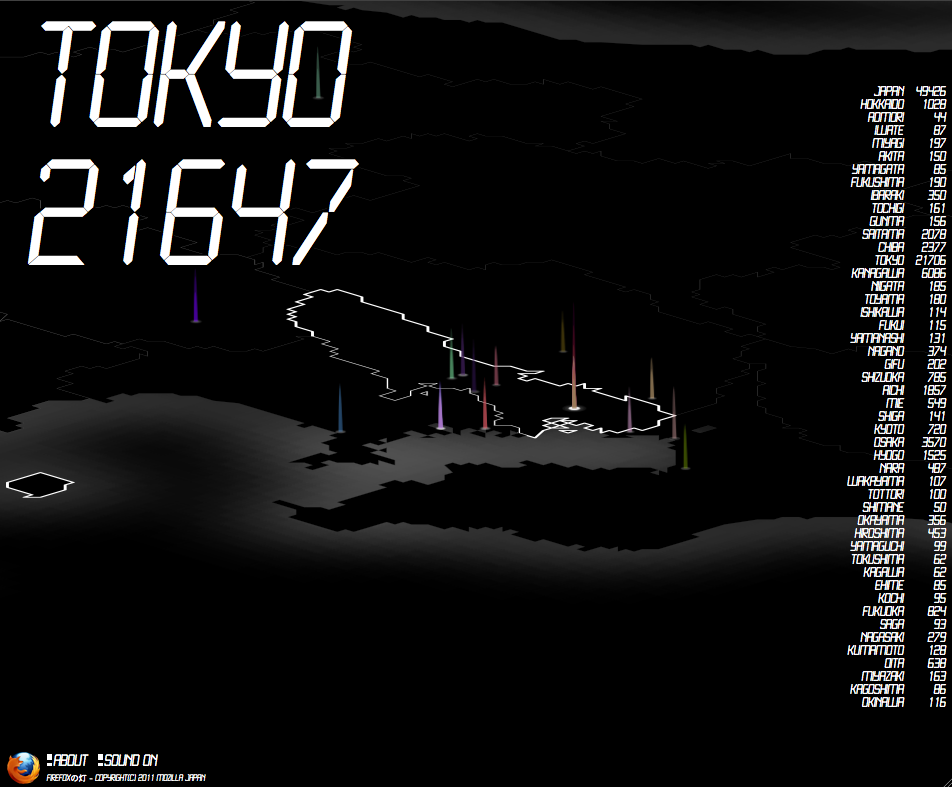 TOKYO
21647
JAPAN 49426
HOKKAIDO 1028
AOMORI 44
IWATE 87
MIYAGI 197
AKITA 150
YAMAGATA 85
FUKUSHIMA 190
IBARAKI 350
TOCHIGI 161
GUNMA 156
SAITAMA 2078
CHIBA 2377
TOKYO 21706
KANAGAWA 6086
NIGATA 185
TOYAMA 180
ISHIKAWA 114
FUKUI 115
YAMANASHI 131
NAGANO 374
GIFU 202
SHIZUOKA 785
AICHI 1857
MIE 549
SHIGA 141
KYOTO 720
OSAKA 3570
HYOGO 1525
NARA 487
WAKAYAMA 107
TOTTORI 100
SHIMANE 50
OKAYAMA 356
HIROSHIMA 453
YAMAGUCHI 99
TOKUSHIMA 62
KAGAWA 62
EHIME 85
KOCHI 95
FUKUOKA 824
SAGA 93
NAGASAKI 279
KUMAMOTO 128
OITA 638
MIYAZAKI 163
KAGOSHIMA 86
OKINAWA 116
ABOUT SOUND ON
FIREFOXの灯 - COPYRIGHT(C) 2011 MOZILLA JAPAN